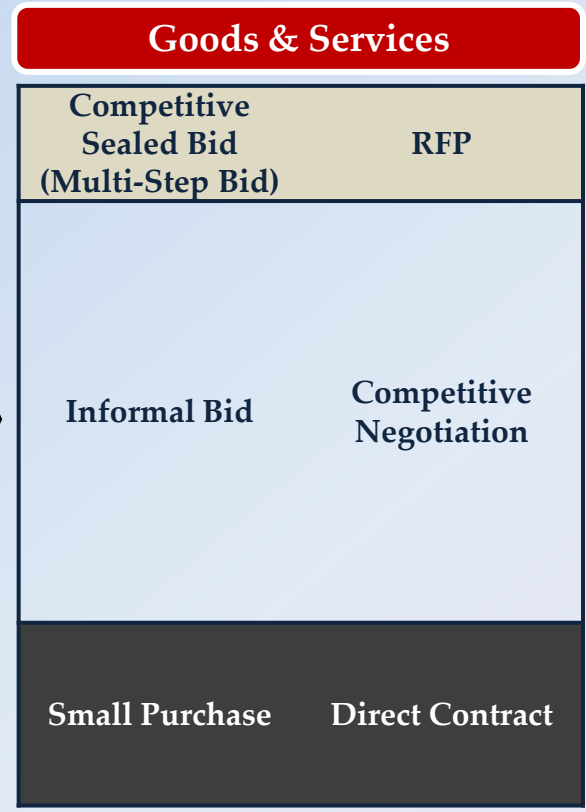 Goods & Services
Competitive
Sealed Bid
(Multi-Step Bid)
RFP
Informal Bid
Competitive
Negotiation
Small Purchase
Direct Contract